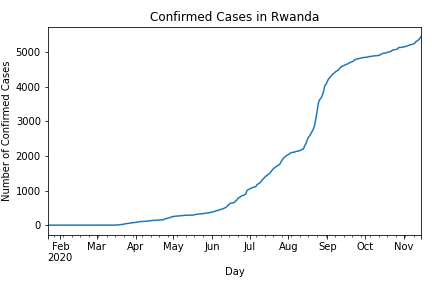 Confirmed Cases in Rwanda
Number of Confirmed Cases
5000
4000
3000
2000
1000
0
Feb Mar Apr May Jun Jul Aug Sep Oct Nov
2020
Day